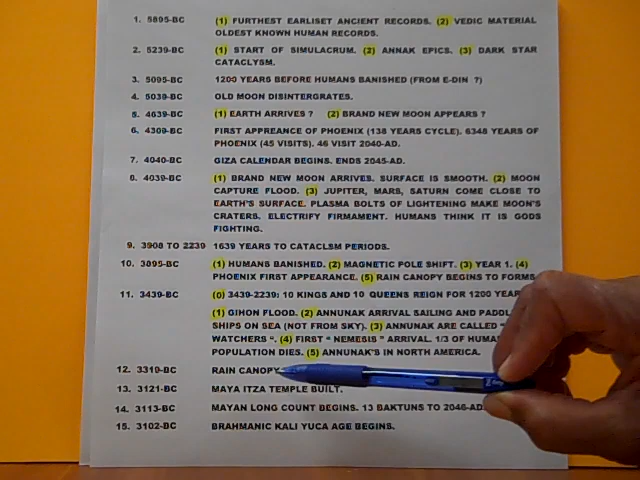 1. 5895-BC (1) FURTHEST EARLISET ANCIENT RECORDS. (2) VEDIC MATERIAL
OLDEST KNOWN HUMAN RECORDS.
2. 5239-BC (1) START OF SIMULACRUM. (2) ANNAK EPICS. (3) DARK STAR
CATACLYSM.
3. 5095-BC 1200 YEARS BEFORE HUMANS BANISHED (FROM E-DIN ?)
4. 5039-BC OLD MOON DISINTERGRATES.
5. 4639-BC (1) EARTH ARRIVES ? (2) BRAND NEW MOON APPEARS ?
6. 4309-BC FIRST APPREANCE OF PHOENIX (138 YEARS CYCLE). 6348 YEARS OF
PHOENIX (45 VISITS). 46 VISIT 2040-AD.
7. 4040-BC GIZA CALENDAR BEGINS. ENDS 2045-AD.
8. 4039-BC (1) BRAND NEW MOON ARRIVES. SURFACE IS SMOOTH. (2) MOON
CAPTURE FLOOD. (3) JUPITER, MARS, SATURN COME CLOSE TO
EARTH'S SURFACE. PLASMA BOLTS OF LIGHTENING MAKE MOON'S
CRATERS. ELECTRIFY FIRMAMENT. HUMANS THINK IT IS GODS
FIGHTING.
9. 3908 TO 2239 1639 YEARS TO CATACLSM PERIODS.
10. 3895-BC (1) HUMANS BANISHED. (2) MAGNETIC POLE SHIFT. (3) YEAR 1. (4)
PHOENIX FIRST APPEARANCE. (5) RAIN CANOPY BEGINS TO FORM
11. 3439-BC (0) 3439-2239: 10 KINGS AND 10 QUEENS REIGN FOR 1200 YEAR
(1) GIHON FLOOD. (2) ANNUNAK ARRIVAL SAILING AND PADDL
SHIPS ON SEA (NOT FROM SKY). (3) ANNUNAK ARE CALLED "
WATCHERS ". (4) FIRST " NEMESIS " ARRIVAL. 1/3 OF HUMA
POPULATION DIES. (5) ANNUNAK'S IN NORTH AMERICA.
12. 3319-BC RAIN CANOPY
13. 3121-BC MAYA ITZA TEMPLE BUILT.
14. 3113-BC MAYAN LONG COUNT BEGINS. 13 BAKTUNS TO 2046-AD
15. 3102-BC BRAHMANIC KALI YUCA AGE BEGINS.